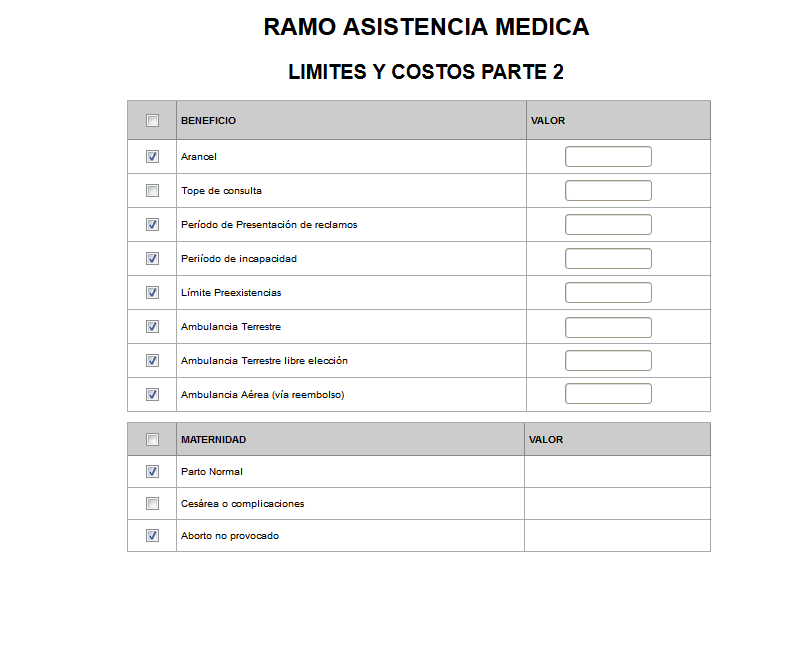 RAMO ASISTENCIA MEDICA
LIMITES Y COSTOS PARTE 2
BENEFICIO VALOR
Arancel
Tope de consulta
Período de Presentación de reclamos
Periíodo de incapacidad
Límite Preexistencias
Ambulancia Terrestre
Ambulancia Terrestre libre elección
Ambulancia Aérea (vía reembolso)
MATERNIDAD VALOR
Parto Normal
Cesárea o complicaciones
Aborto no provocado